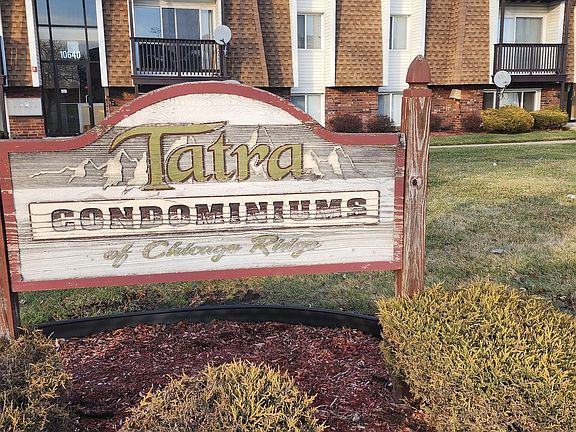 10640
Tatra
CONDOMINIUMS
of Chicago Ridge